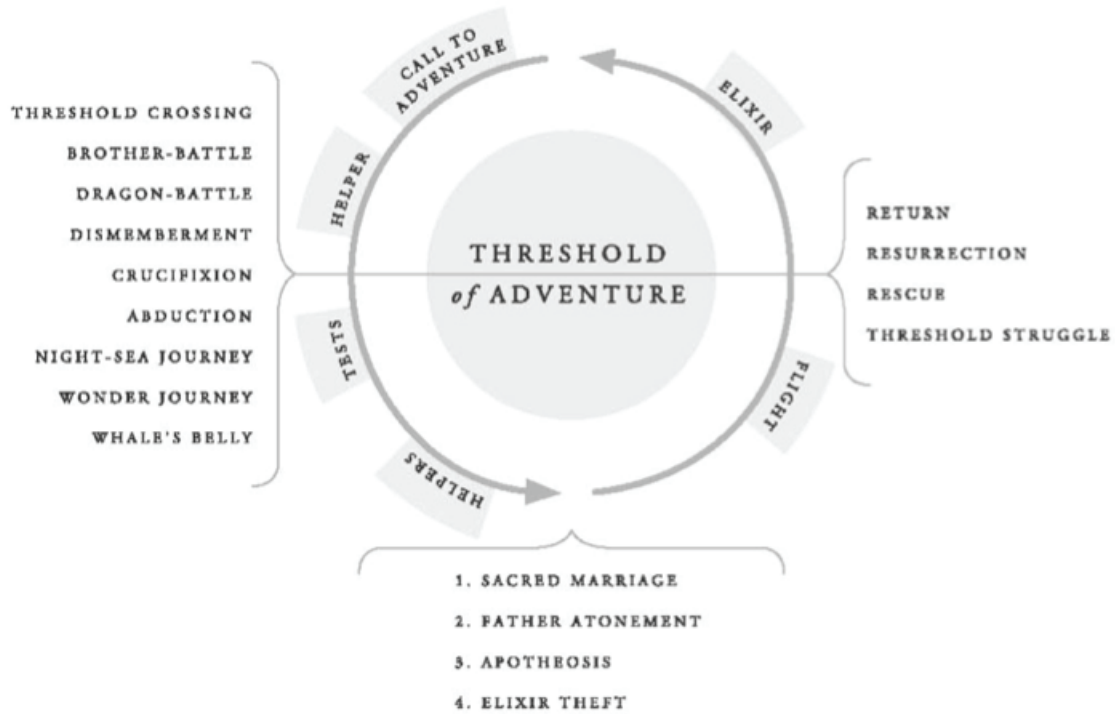 CALL TO
ADVENTURE
HELPER
TESTS
HELPERS
FLIGHT
ELIXIR
THRESHOLD
of ADVENTURE
THRESHOLD CROSSING
BROTHER-BATTLE
DRAGON-BATTLE
DISMEMBERMENT
CRUCIFIXION
ABDUCTION
NIGHT-SEA JOURNEY
WONDER JOURNEY
WHALE'S BELLY
RETURN
RESURRECTION
RESCUE
THRESHOLD STRUGGLE
1. SACRED MARRIAGE
2. FATHER ATONEMENT
3. APOTHEOSIS
4. ELIXIR THEFT